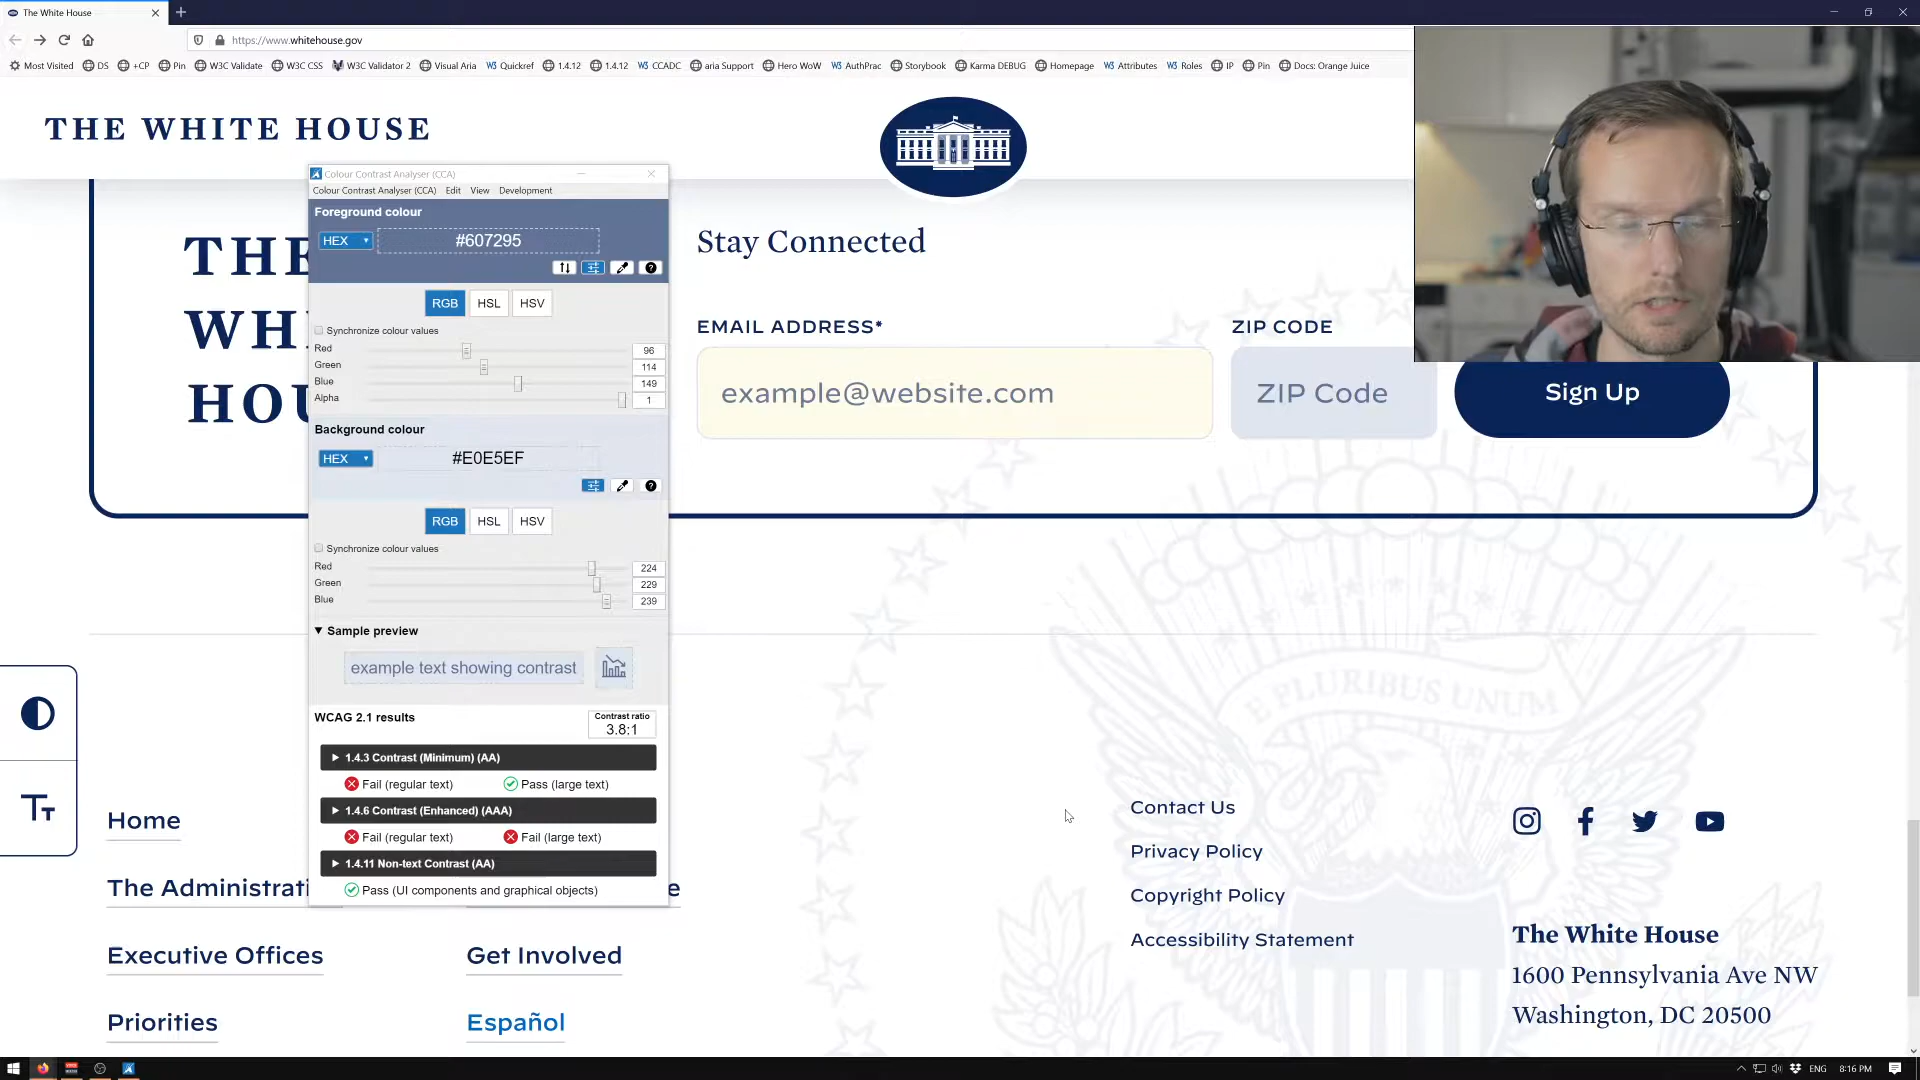 The White House
https://www.whitehouse.gov
Most Visited DS +CP Pin W3C Validate W3C CSS W3C Validator 2 Visual Aria W3 Quickref 1.4.12 1.4.12 W3 CCADC aria Support Hero WoW W3 AuthPrac Storybook Karma DEBUG Homepage W3 Attributes W3 Roles IP Pin Docs: Orange Juice
THE WHITE HOUSE
Colour Contrast Analyser (CCA)
Colour Contrast Analyser (CCA) Edit View Development
Foreground colour
HEX #607295
RGB HSL HSV
Synchronize colour values
Red 96
Green 114
Blue 149
Alpha 1
Background colour
HEX #E0E5EF
RGB HSL HSV
Synchronize colour values
Red 224
Green 229
Blue 239
Sample preview
example text showing contrast
WCAG 2.1 results
Contrast ratio
3.8:1
1.4.3 Contrast (Minimum) (AA)
Fail (regular text) Pass (large text)
1.4.6 Contrast (Enhanced) (AAA)
Fail (regular text) Fail (large text)
1.4.11 Non-text Contrast (AA)
Pass (UI components and graphical objects)
THE
WH
HOU
Stay Connected
EMAIL ADDRESS* ZIP CODE
example@website.com ZIP Code Sign Up
E PLURIBUS UNUM
Tт
Home
The Administrati
Executive Offices
Priorities
e
Get Involved
Español
Contact Us
Privacy Policy
Copyright Policy
Accessibility Statement
The White House
1600 Pennsylvania Ave NW
Washington, DC 20500
ENG 8:16 PM